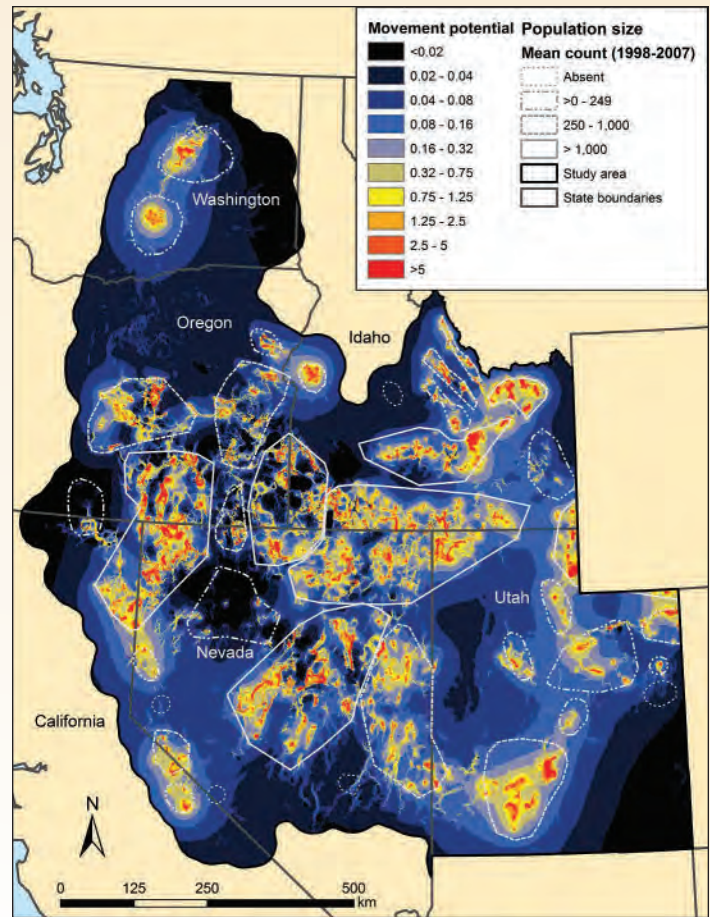 Movement potential
<0.02
0.02 - 0.04
0.04 - 0.08
0.08 - 0.16
0.16 - 0.32
0.32 - 0.75
0.75 - 1.25
1.25 - 2.5
2.5 - 5
>5
Population size
Mean count (1998-2007)
Absent
>0 - 249
250 - 1,000
> 1,000
Study area
State boundaries
Washington
Oregon
Idaho
Utah
Nevada
California
N
0 125 250 500
km